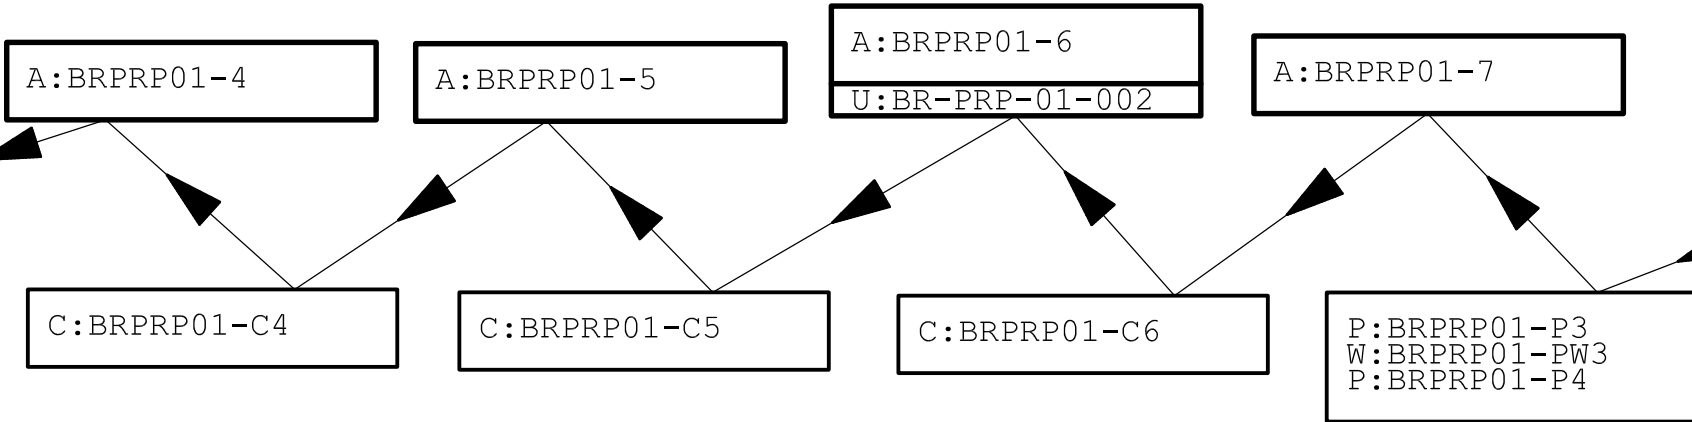 A:BRPRP01-4
A:BRPRP01-5
A:BRPRP01-6
U:BR-PRP-01-002
A:BRPRP01-7
C:BRPRP01-C4
C:BRPRP01-C5
C:BRPRP01-C6
P:BRPRP01-P3
W:BRPRP01-PW3
P:BRPRP01-P4